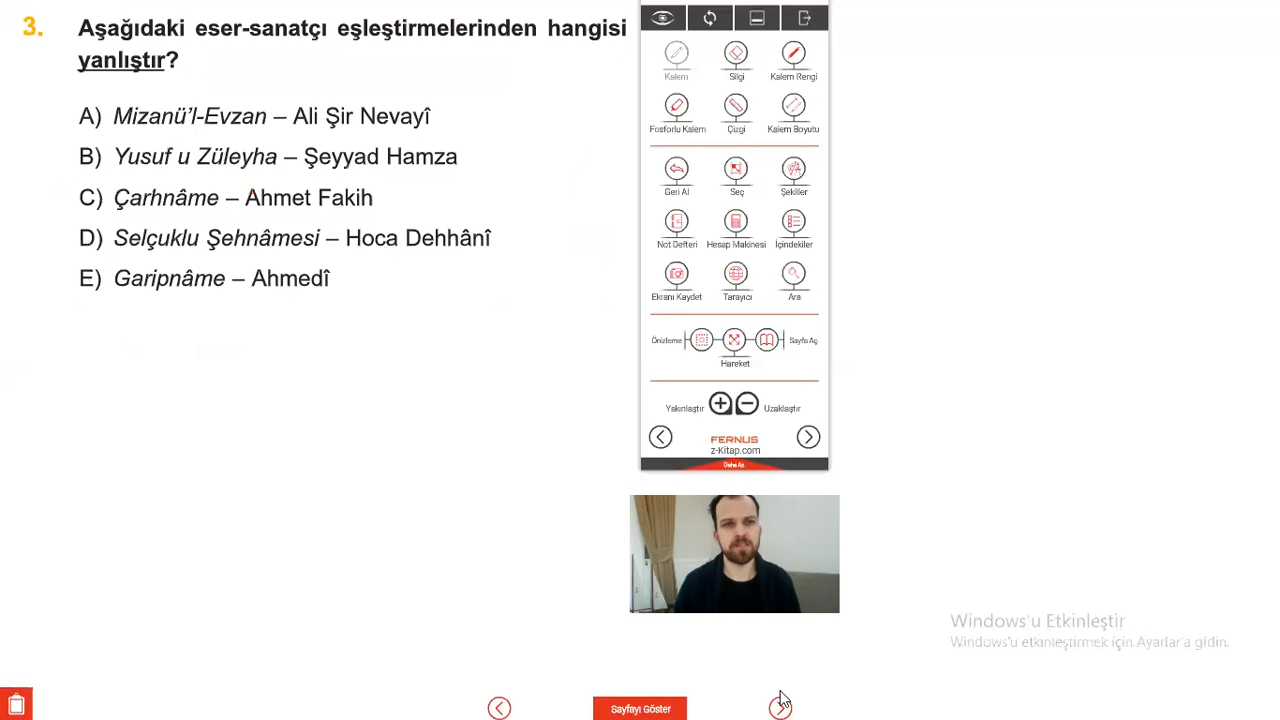 3. Aşağıdaki eser-sanatçı eşleştirmelerinden hangisi
yanlıştır?
A) Mizanü’l-Evzan – Ali Şir Nevayî
B) Yusuf u Züleyha – Şeyyad Hamza
C) Çarhnâme – Ahmet Fakih
D) Selçuklu Şehnâmesi – Hoca Dehhânî
E) Garipnâme – Ahmedî
Kalem Silgi Kalem Rengi
Fosforlu Kalem Çizgi Kalem Boyutu
Geri Al Seç Şekiller
Not Defteri Hesap Makinesi İçindekiler
Ekranı Kaydet Tarayıcı Ara
Önizleme Sayfa Aç
Hareket
Yakınlaştır Uzaklaştır
FERNUS
z-Kitap.com
Daha Az
Windows'u Etkinleştir
Windows'u etkinleştirmek için Ayarlar'a gidin.
Sayfayı Göster